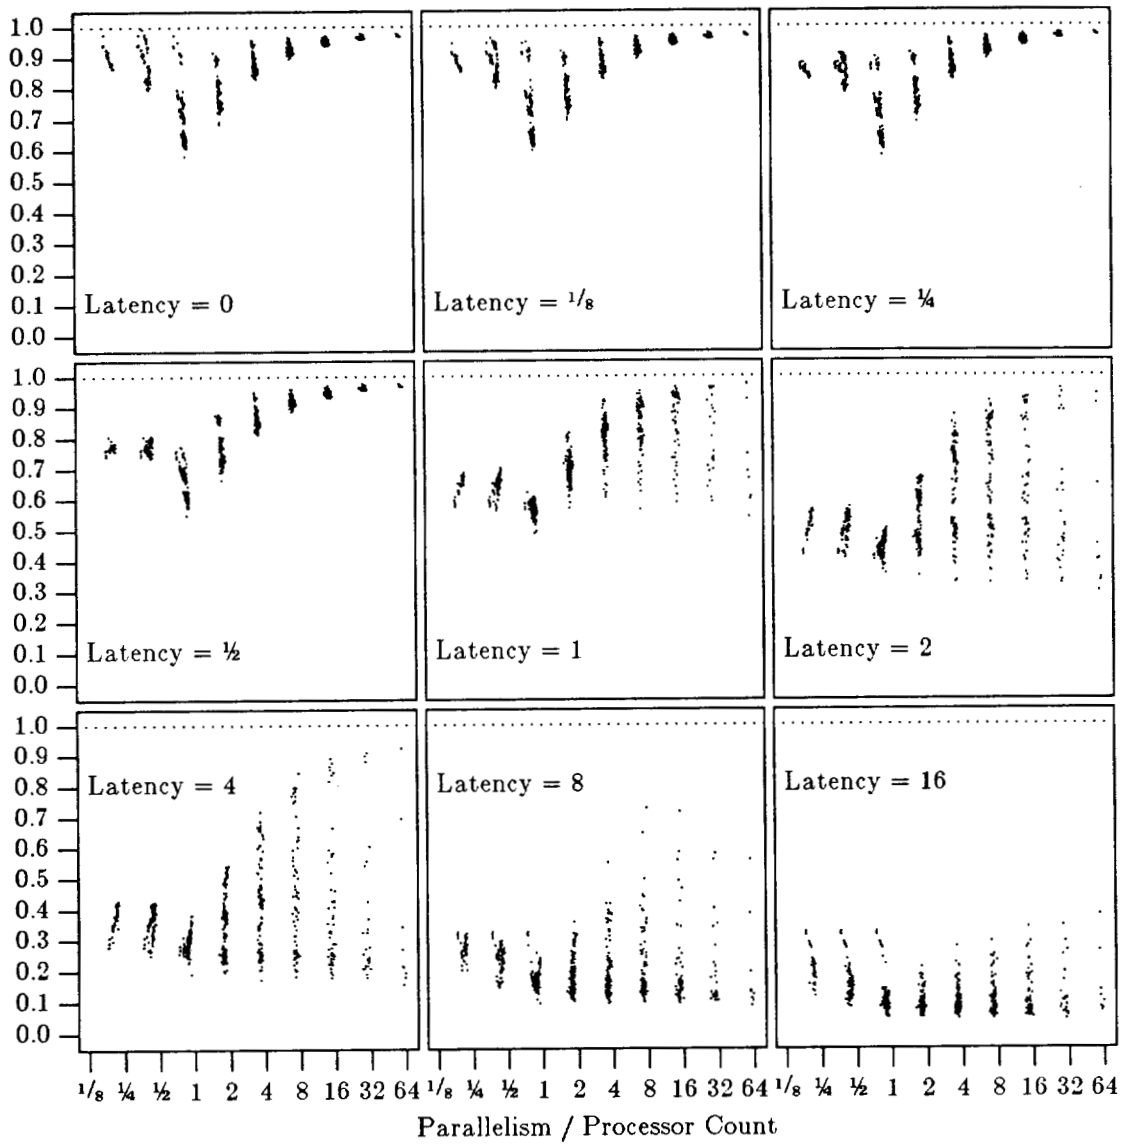 1.0
0.9
0.8
0.7
0.6
0.5
0.4
0.3
0.2
0.1
0.0
Latency = 0
Latency = 1/8
Latency = ¼
1.0
0.9
0.8
0.7
0.6
0.5
0.4
0.3
0.2
0.1
0.0
Latency = ½
Latency = 1
Latency = 2
1.0
0.9
0.8
0.7
0.6
0.5
0.4
0.3
0.2
0.1
0.0
Latency = 4
Latency = 8
Latency = 16
1/8 ¼ ½ 1 2 4 8 16 32 64
1/8 ¼ ½ 1 2 4 8 16 32 64
1/8 ¼ ½ 1 2 4 8 16 32 64
Parallelism / Processor Count